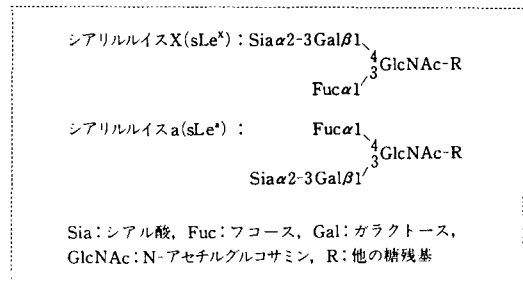 シアリルルイスX(sLeˣ)：Siaα2-3Galβ1
4
3GlcNAc-R
Fucα1
シアリルルイスa(sLeᵃ)：Fucα1
4
3GlcNAc-R
Siaα2-3Galβ1
Sia：シアル酸，Fuc：フコース，Gal：ガラクトース，
GlcNAc：N-アセチルグルコサミン，R：他の糖残基